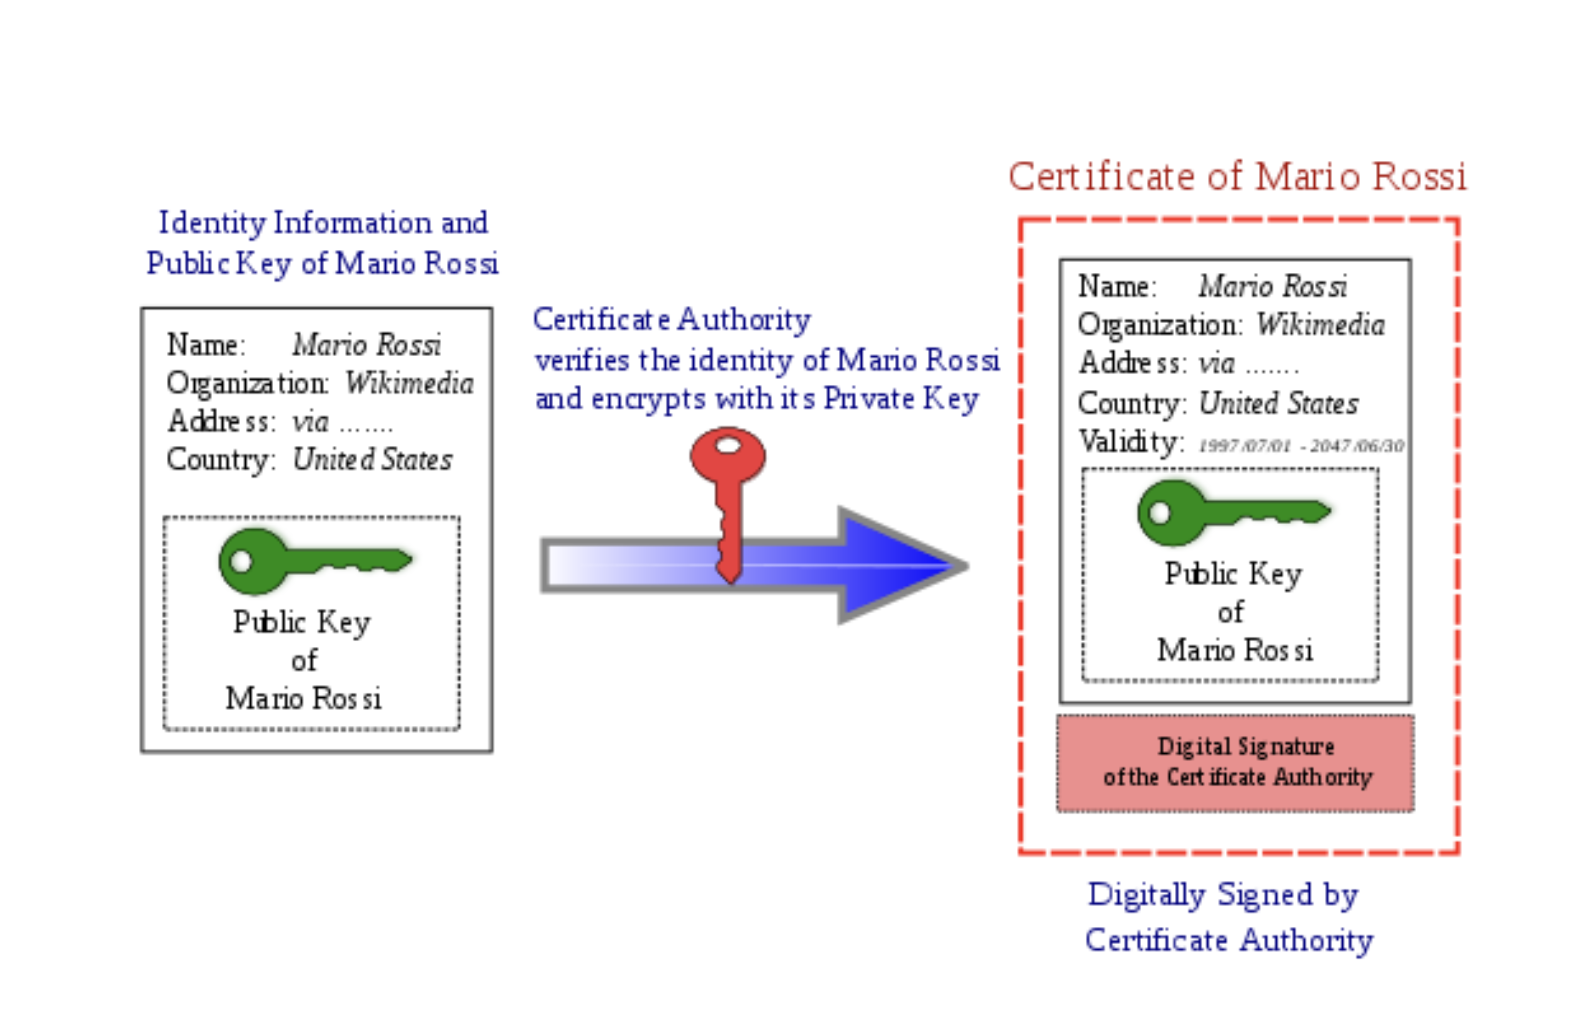 Identity Information and
Public Key of Mario Rossi
Name: Mario Rossi
Organization: Wikimedia
Address: via .......
Country: United States
Public Key
of
Mario Rossi
Certificate Authority
verifies the identity of Mario Rossi
and encrypts with its Private Key
Certificate of Mario Rossi
Name: Mario Rossi
Organization: Wikimedia
Address: via .......
Country: United States
Validity: 1997/07/01 - 2047/06/30
Public Key
of
Mario Rossi
Digital Signature
of the Certificate Authority
Digitally Signed by
Certificate Authority